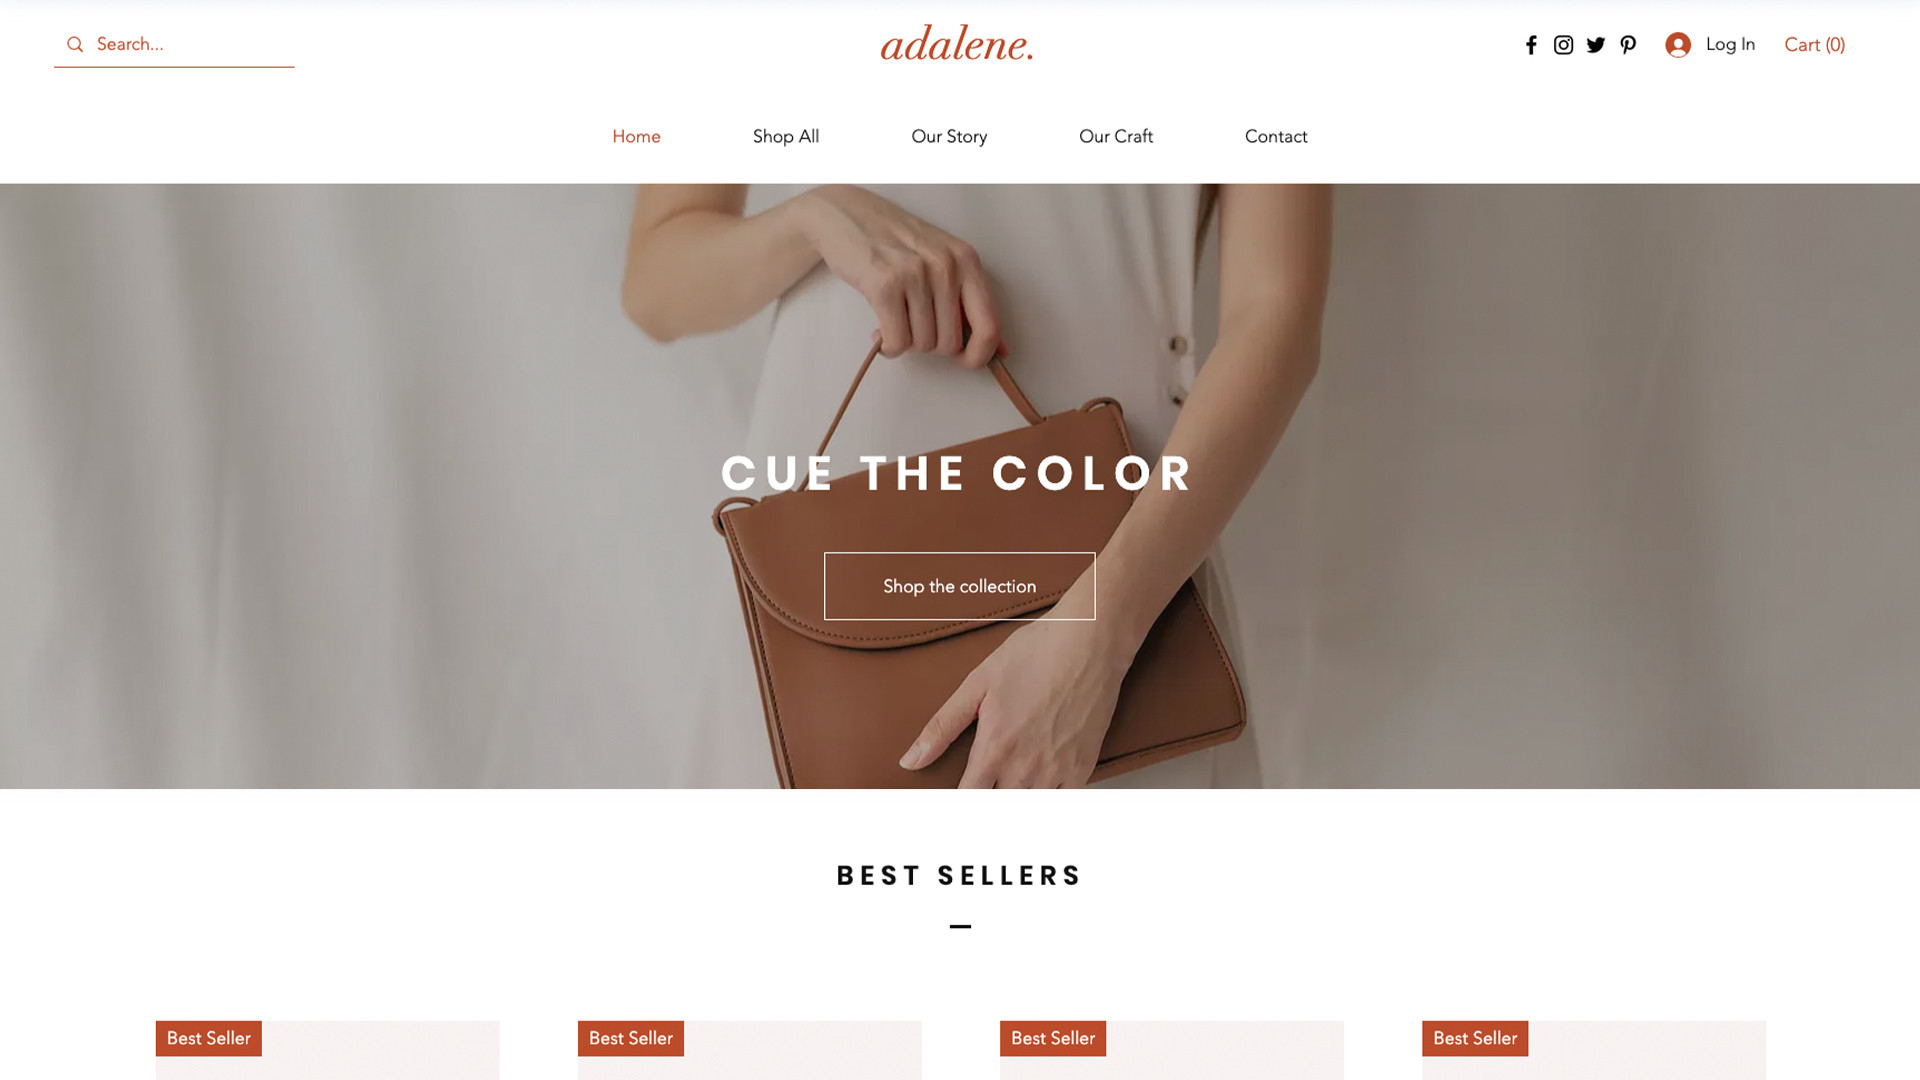 Search...
adalene.
Log In
Cart (0)
Home
Shop All
Our Story
Our Craft
Contact
CUE THE COLOR
Shop the collection
BEST SELLERS
Best Seller
Best Seller
Best Seller
Best Seller